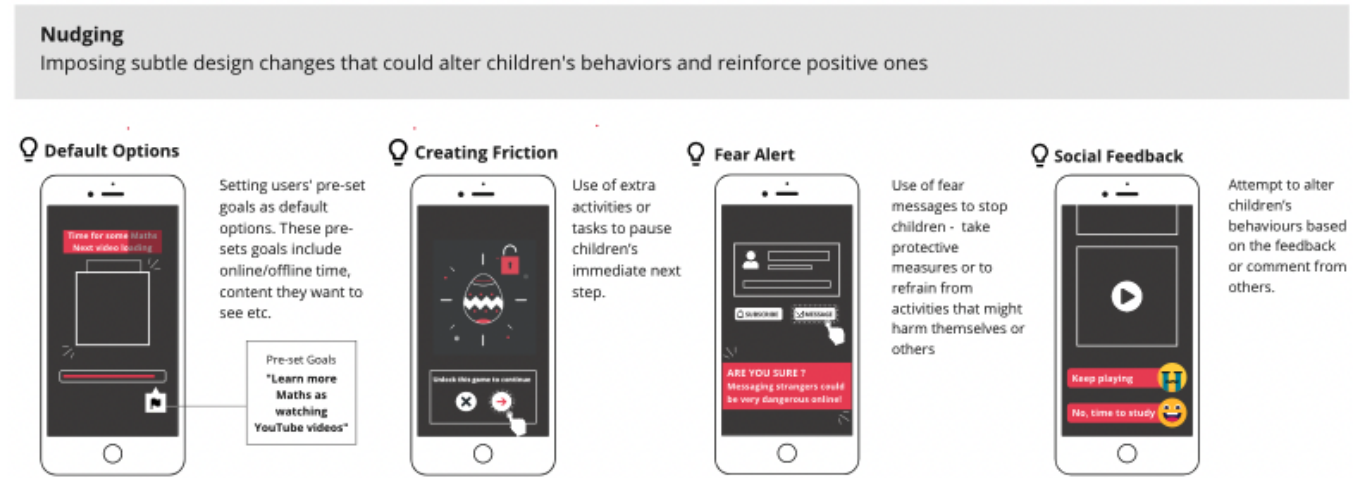 Nudging
Imposing subtle design changes that could alter children's behaviors and reinforce positive ones
Default Options
Time for some Maths
Next video loading
Setting users' pre-set
goals as default
options. These pre-
sets goals include
online/offline time,
content they want to
see etc.
Pre-set Goals
"Learn more
Maths as
watching
YouTube videos"
Creating Friction
Unlock this game to continue
Use of extra
activities or
tasks to pause
children's
immediate next
step.
Fear Alert
SUBSCRIBE
MESSAGE
ARE YOU SURE ?
Messaging strangers could
be very dangerous online!
Use of fear
messages to stop
children - take
protective
measures or to
refrain from
activities that might
harm themselves or
others
Social Feedback
Keep playing
No, time to study
Attempt to alter
children's
behaviours based
on the feedback
or comment from
others.